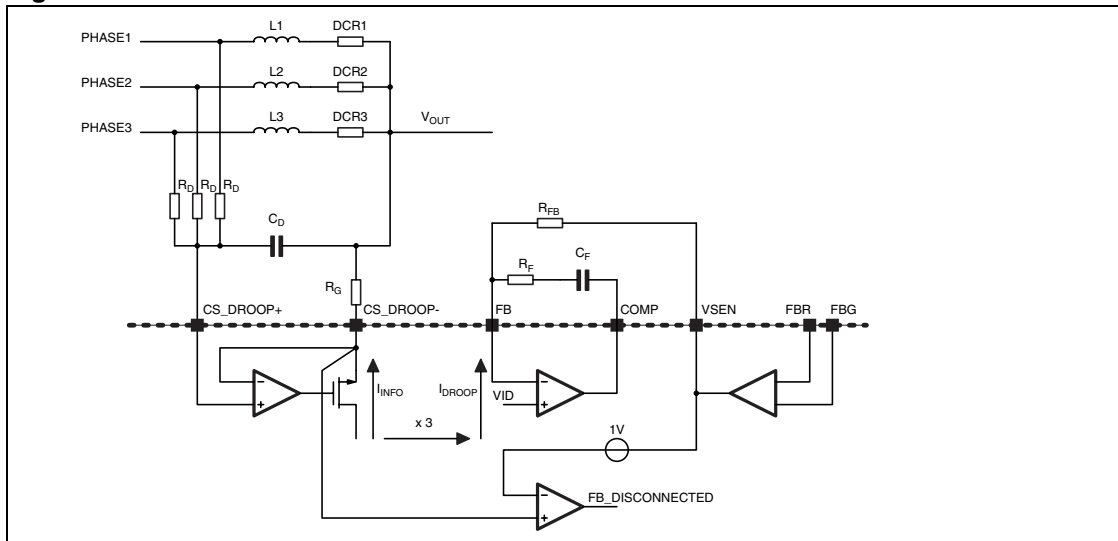 L1
DCR1
PHASE1
L2
DCR2
PHASE2
L3
DCR3
PHASE3
VOUT
RD
RD
RD
CD
RFB
RF
CF
RG
CS_DROOP+
CS_DROOP-
FB
COMP
VSEN
FBR
FBG
IINFO
IDROOP
VID
x 3
1V
FB_DISCONNECTED